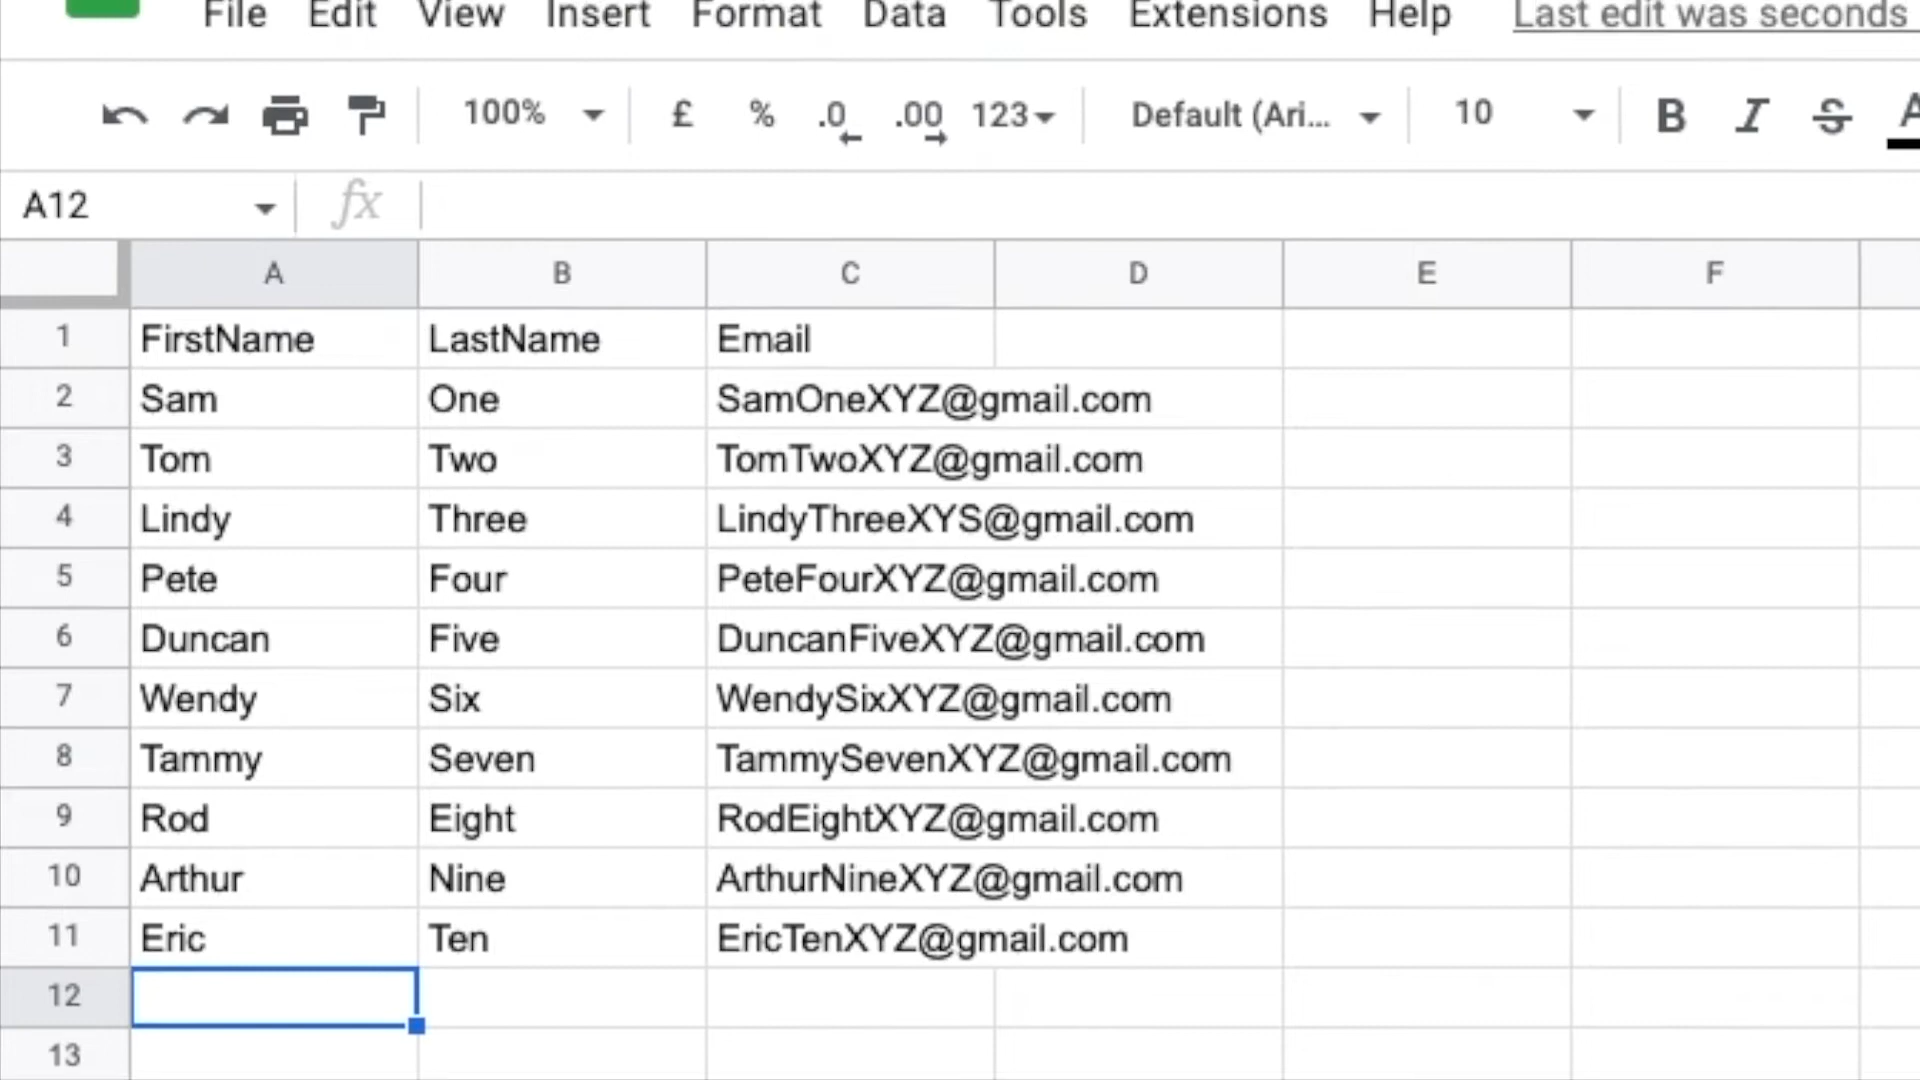 File Edit View Insert Format Data Tools Extensions Help Last edit was seconds
100% £ % .0 .00 123 Default (Ari... 10 B I S A
A12 fx
A B C D E F
1 FirstName LastName Email
2 Sam One SamOneXYZ@gmail.com
3 Tom Two TomTwoXYZ@gmail.com
4 Lindy Three LindyThreeXYS@gmail.com
5 Pete Four PeteFourXYZ@gmail.com
6 Duncan Five DuncanFiveXYZ@gmail.com
7 Wendy Six WendySixXYZ@gmail.com
8 Tammy Seven TammySevenXYZ@gmail.com
9 Rod Eight RodEightXYZ@gmail.com
10 Arthur Nine ArthurNineXYZ@gmail.com
11 Eric Ten EricTenXYZ@gmail.com
12
13